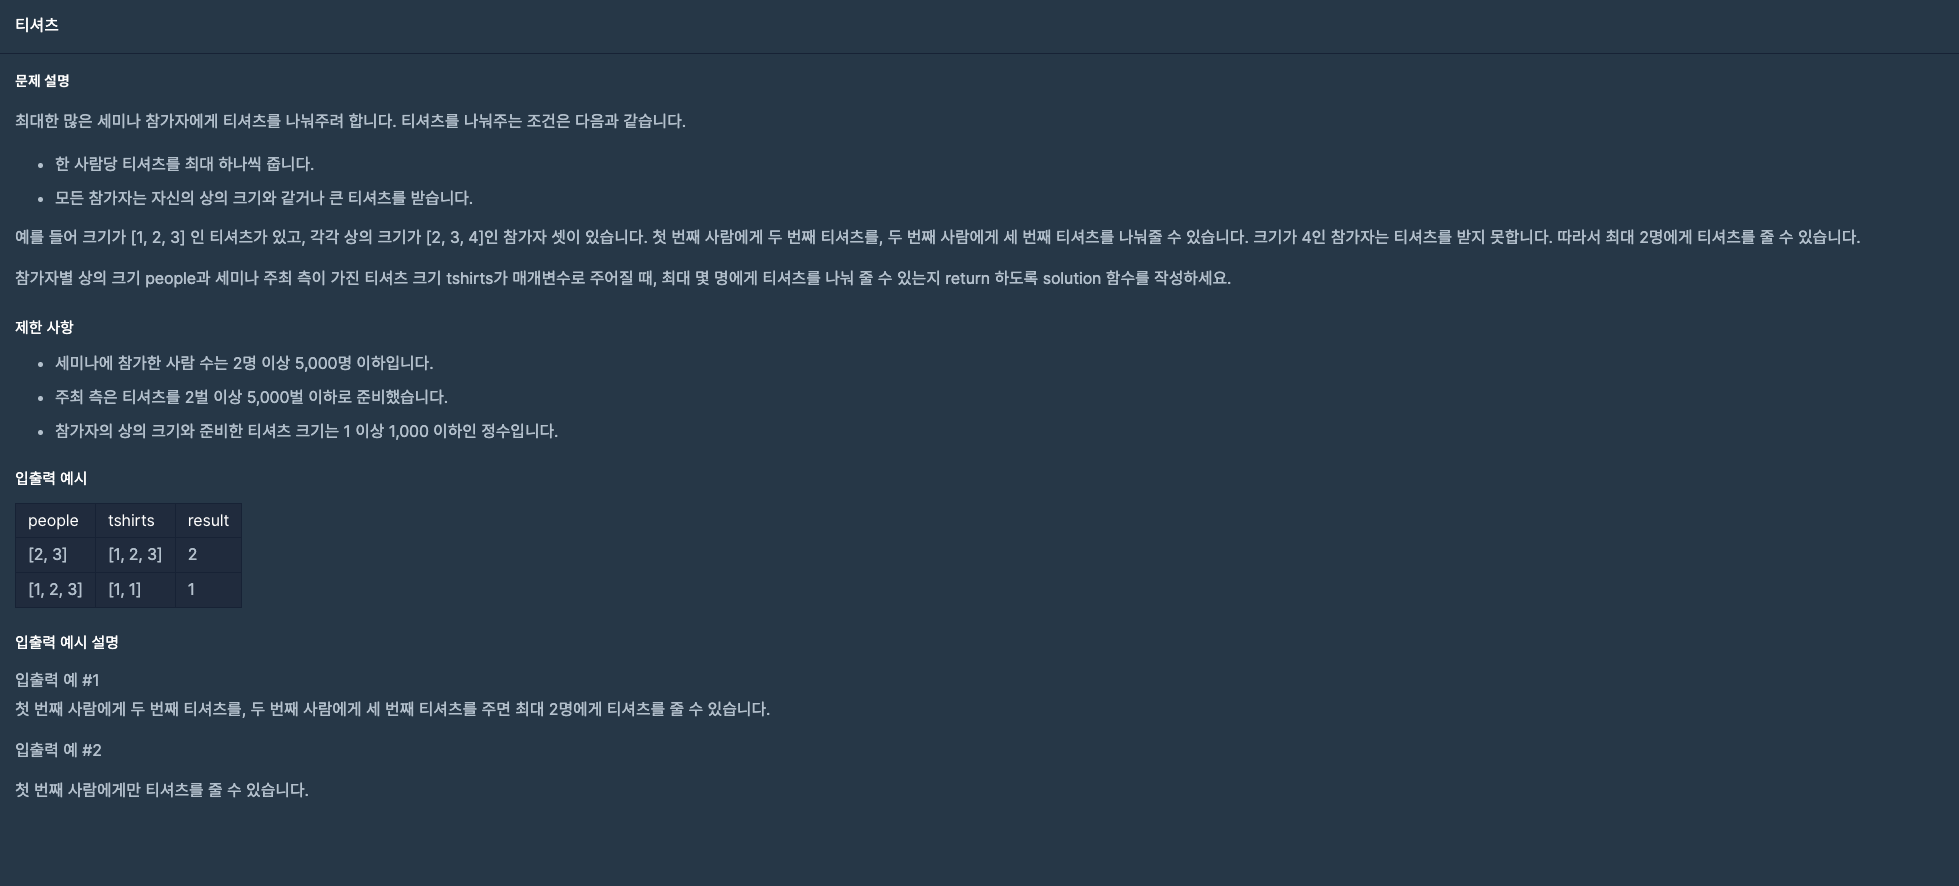 티셔츠
문제 설명
최대한 많은 세미나 참가자에게 티셔츠를 나눠주려 합니다. 티셔츠를 나눠주는 조건은 다음과 같습니다.
• 한 사람당 티셔츠를 최대 하나씩 줍니다.
• 모든 참가자는 자신의 상의 크기와 같거나 큰 티셔츠를 받습니다.
예를 들어 크기가 [1, 2, 3] 인 티셔츠가 있고, 각각 상의 크기가 [2, 3, 4]인 참가자 셋이 있습니다. 첫 번째 사람에게 두 번째 티셔츠를, 두 번째 사람에게 세 번째 티셔츠를 나눠줄 수 있습니다. 크기가 4인 참가자는 티셔츠를 받지 못합니다. 따라서 최대 2명에게 티셔츠를 줄 수 있습니다.
참가자별 상의 크기 people과 세미나 주최 측이 가진 티셔츠 크기 tshirts가 매개변수로 주어질 때, 최대 몇 명에게 티셔츠를 나눠 줄 수 있는지 return 하도록 solution 함수를 작성하세요.
제한 사항
• 세미나에 참가한 사람 수는 2명 이상 5,000명 이하입니다.
• 주최 측은 티셔츠를 2벌 이상 5,000벌 이하로 준비했습니다.
• 참가자의 상의 크기와 준비한 티셔츠 크기는 1 이상 1,000 이하인 정수입니다.
입출력 예시
people tshirts result
[2, 3] [1, 2, 3] 2
[1, 2, 3] [1, 1] 1
입출력 예시 설명
입출력 예 #1
첫 번째 사람에게 두 번째 티셔츠를, 두 번째 사람에게 세 번째 티셔츠를 주면 최대 2명에게 티셔츠를 줄 수 있습니다.
입출력 예 #2
첫 번째 사람에게만 티셔츠를 줄 수 있습니다.